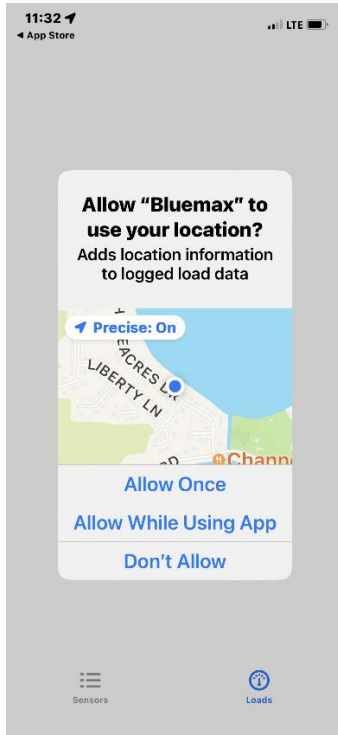 11:32
LTE
◀ App Store
Allow “Bluemax” to
use your location?
Adds location information
to logged load data
Precise: On
LIBERTY LN
Allow Once
Allow While Using App
Don’t Allow
Sensors
Loads